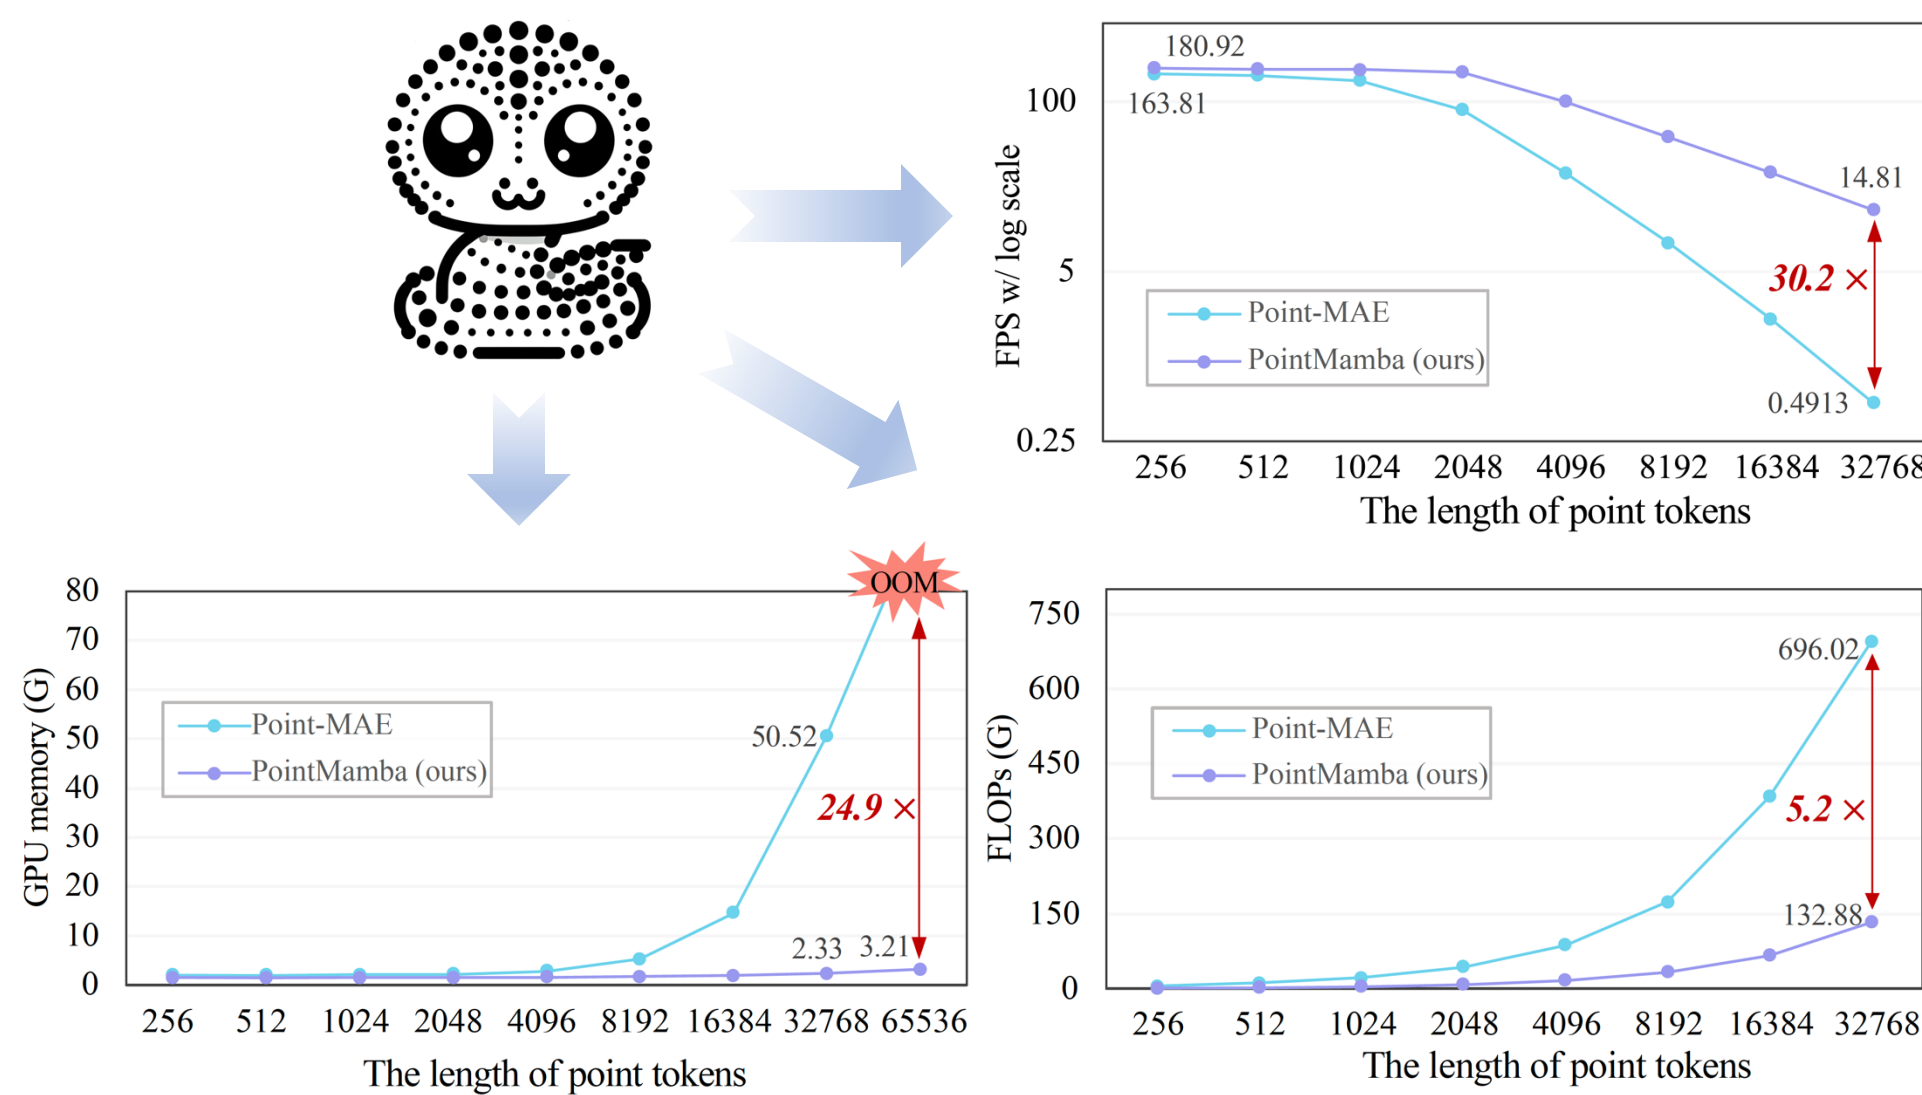 180.92
163.81
100
14.81
5
30.2 ×
FPS w/ log scale
Point-MAE
PointMamba (ours)
0.4913
0.25
256 512 1024 2048 4096 8192 16384 32768
The length of point tokens
OOM
80
70
60
50
40
30
20
10
0
GPU memory (G)
Point-MAE
PointMamba (ours)
50.52
24.9 ×
2.33 3.21
256 512 1024 2048 4096 8192 16384 32768 65536
The length of point tokens
750
600
450
300
150
0
FLOPs (G)
696.02
Point-MAE
PointMamba (ours)
5.2 ×
132.88
256 512 1024 2048 4096 8192 16384 32768
The length of point tokens